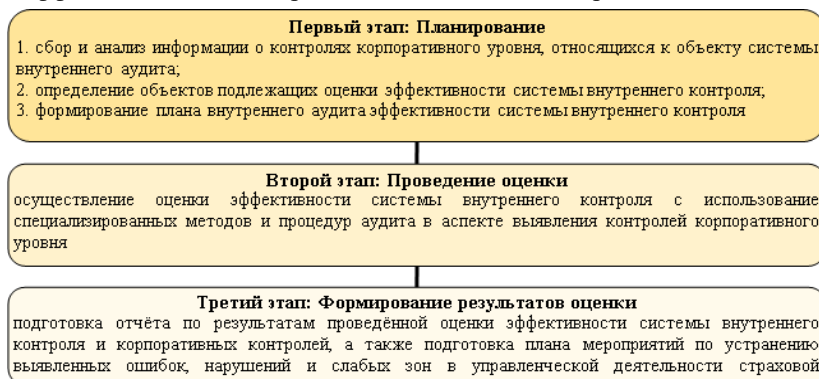 Первый этап: Планирование
1. сбор и анализ информации о контролях корпоративного уровня, относящихся к объекту системы
внутреннего аудита;
2. определение объектов подлежащих оценки эффективности системы внутреннего контроля;
3. формирование плана внутреннего аудита эффективности системы внутреннего контроля
Второй этап: Проведение оценки
осуществление оценки эффективности системы внутреннего контроля с использование
специализированных методов и процедур аудита в аспекте выявления контролей корпоративного
уровня
Третий этап: Формирование результатов оценки
подготовка отчёта по результатам проведённой оценки эффективности системы внутреннего
контроля и корпоративных контролей, а также подготовка плана мероприятий по устранению
выявленных ошибок, нарушений и слабых зон в управленческой деятельности страховой